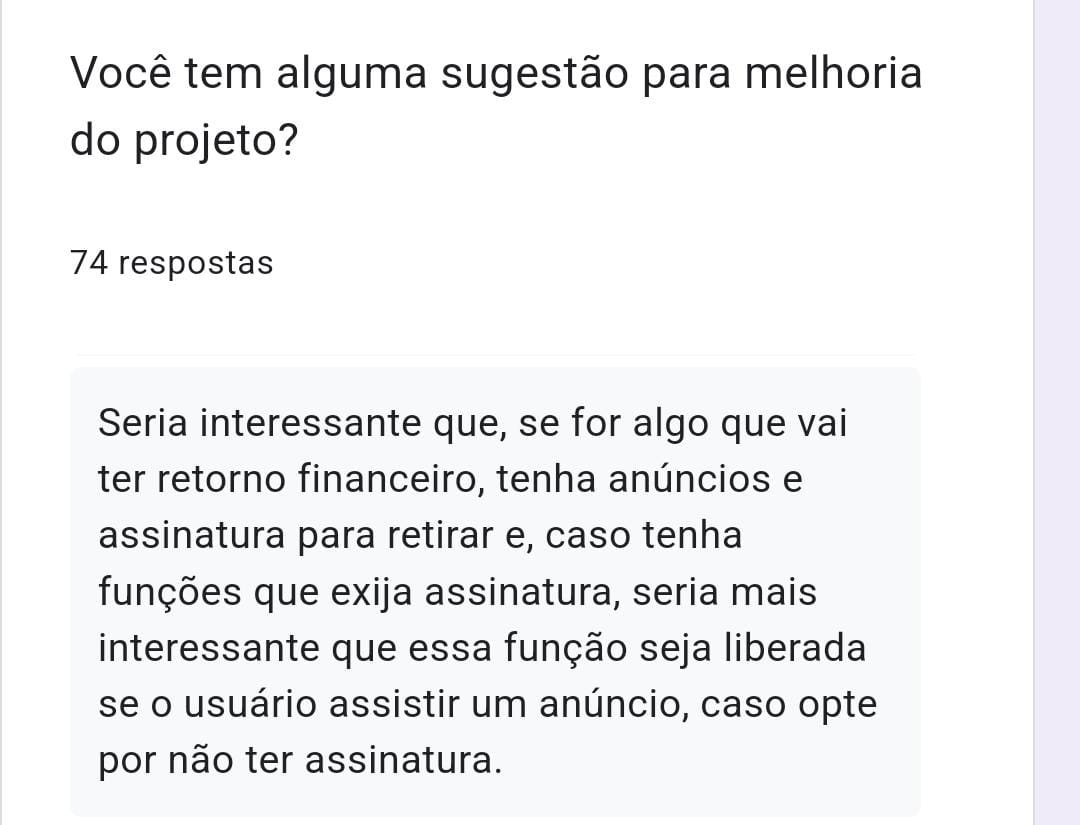 Você tem alguma sugestão para melhoria
do projeto?
74 respostas
Seria interessante que, se for algo que vai
ter retorno financeiro, tenha anúncios e
assinatura para retirar e, caso tenha
funções que exija assinatura, seria mais
interessante que essa função seja liberada
se o usuário assistir um anúncio, caso opte
por não ter assinatura.